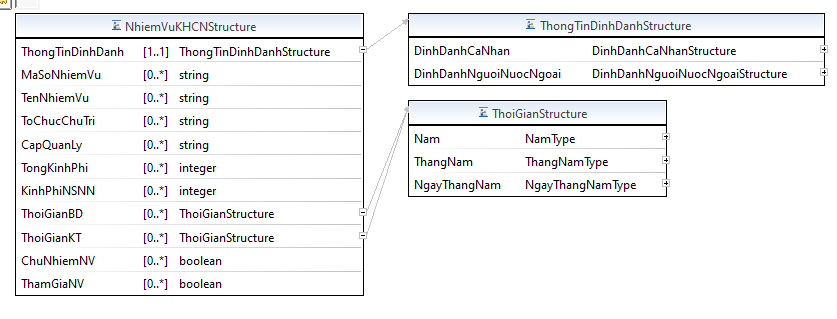 NhiemVuKHCNStructure
ThongTinDinhDanh [1..1] ThongTinDinhDanhStructure
MaSoNhiemVu [0..*] string
TenNhiemVu [0..*] string
ToChucChuTri [0..*] string
CapQuanLy [0..*] string
TongKinhPhi [0..*] integer
KinhPhiNSNN [0..*] integer
ThoiGianBD [0..*] ThoiGianStructure
ThoiGianKT [0..*] ThoiGianStructure
ChuNhiemNV [0..*] boolean
ThamGiaNV [0..*] boolean
ThongTinDinhDanhStructure
DinhDanhCaNhan DinhDanhCaNhanStructure
DinhDanhNguoiNuocNgoai DinhDanhNguoiNuocNgoaiStructure
ThoiGianStructure
Nam NamType
ThangNam ThangNamType
NgayThangNam NgayThangNamType